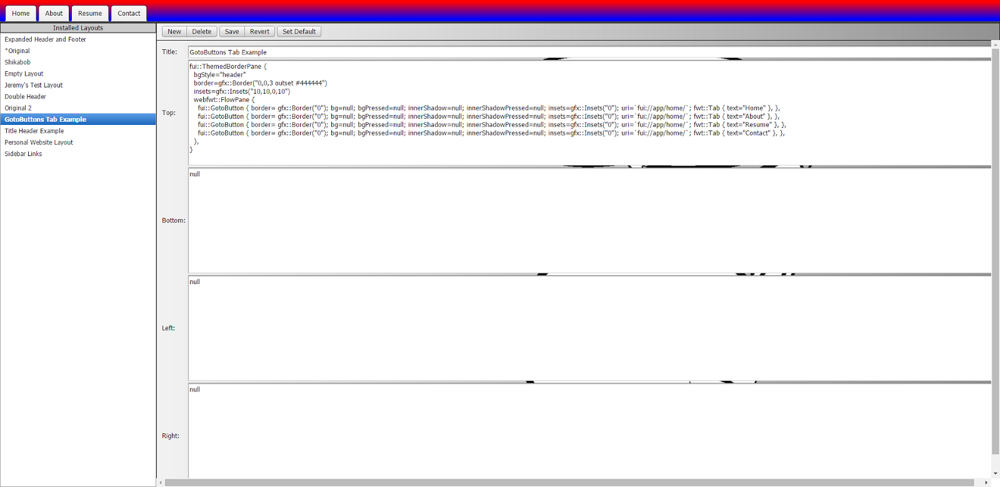 Home About Resume Contact
Installed Layouts
Expanded Header and Footer
*Original
Shikabob
Empty Layout
Jeremy's Test Layout
Double Header
Original 2
GotoButtons Tab Example
Title Header Example
Personal Website Layout
Sidebar Links
New Delete Save Revert Set Default
Title: GotoButtons Tab Example
Top:
fui::ThemedBorderPane {
  bgStyle="header"
  border=gfx::Border("0,0,3 outset #444444")
  insets=gfx::Insets("10,10,0,10")
  webfwt::FlowPane {
    fui::GotoButton { border= gfx::Border("0"); bg=null; bgPressed=null; innerShadow=null; innerShadowPressed=null; insets=gfx::Insets("0"); uri=`fui://app/home/`; fwt::Tab { text="Home" }, },
    fui::GotoButton { border= gfx::Border("0"); bg=null; bgPressed=null; innerShadow=null; innerShadowPressed=null; insets=gfx::Insets("0"); uri=`fui://app/home/`; fwt::Tab { text="About" }, },
    fui::GotoButton { border= gfx::Border("0"); bg=null; bgPressed=null; innerShadow=null; innerShadowPressed=null; insets=gfx::Insets("0"); uri=`fui://app/home/`; fwt::Tab { text="Resume" }, },
    fui::GotoButton { border= gfx::Border("0"); bg=null; bgPressed=null; innerShadow=null; innerShadowPressed=null; insets=gfx::Insets("0"); uri=`fui://app/home/`; fwt::Tab { text="Contact" }, },
  },
}
Bottom:
null
Left:
null
Right:
null